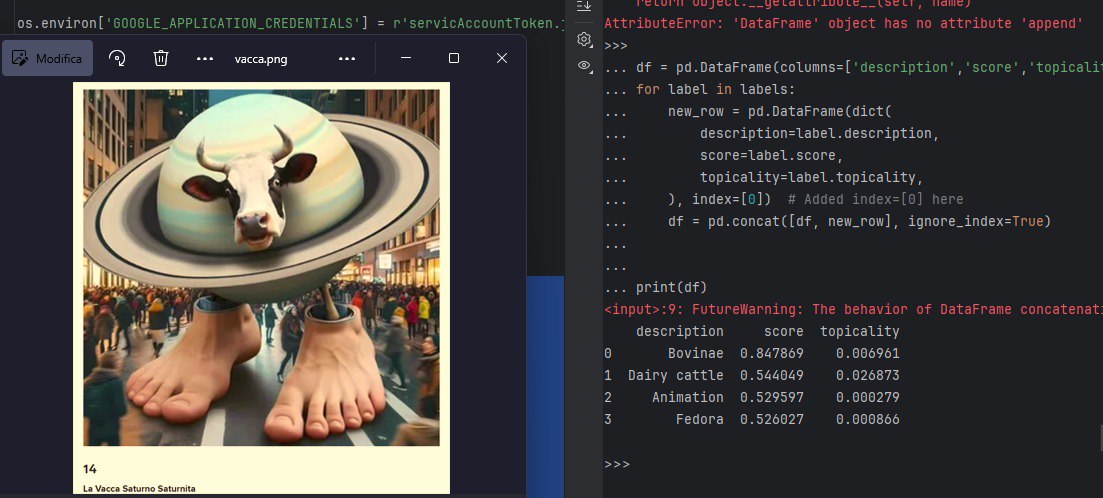 os.environ['GOOGLE_APPLICATION_CREDENTIALS'] = r'servicAccountToken.
Modifica
vacca.png
14
La Vacca Saturno Saturnita
return object.__getattribute__(self, name)
AttributeError: 'DataFrame' object has no attribute 'append'
>>>
... df = pd.DataFrame(columns=['description','score','topicalit
... for label in labels:
...     new_row = pd.DataFrame(dict(
...         description=label.description,
...         score=label.score,
...         topicality=label.topicality,
...     ), index=[0])  # Added index=[0] here
...     df = pd.concat([df, new_row], ignore_index=True)
...
...
... print(df)
<input>:9: FutureWarning: The behavior of DataFrame concatenati
description score topicality
0 Bovinae 0.847869 0.006961
1 Dairy cattle 0.544049 0.026873
2 Animation 0.529597 0.000279
3 Fedora 0.526027 0.000866
>>>